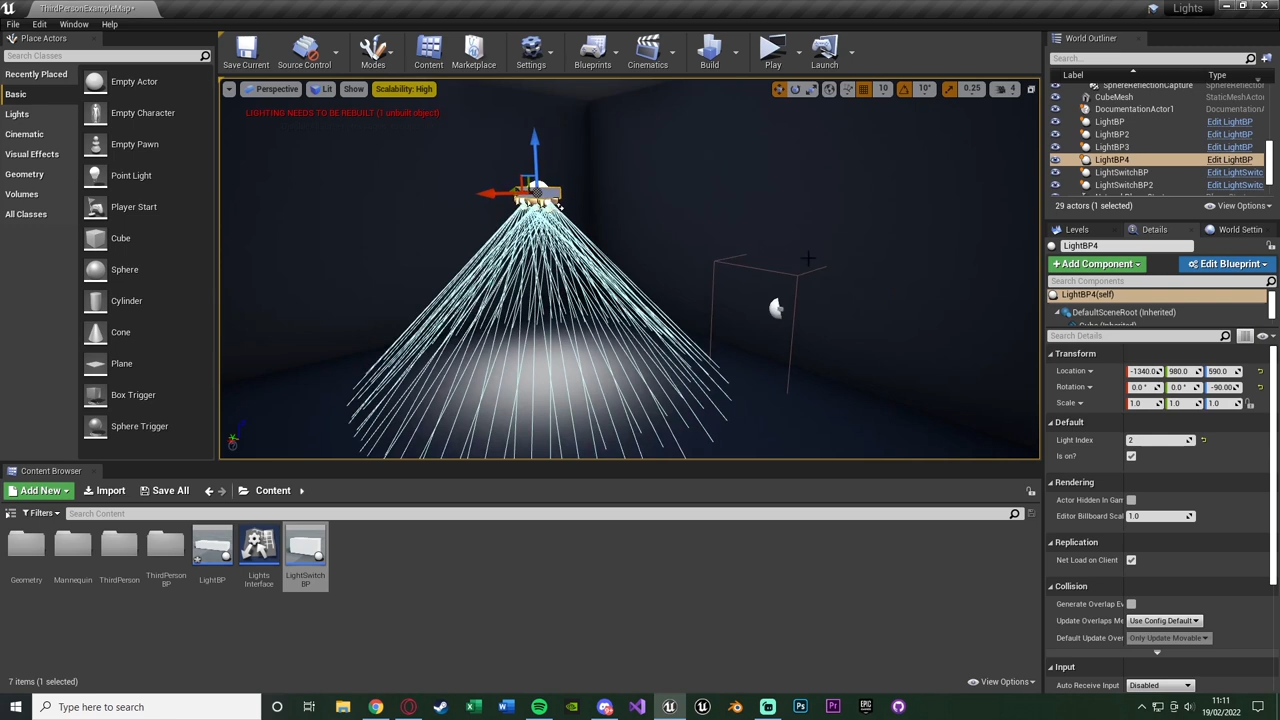 ThirdPersonExampleMap*
Lights
File Edit Window Help
Place Actors
Search Classes
Recently Placed
Basic
Lights
Cinematic
Visual Effects
Geometry
Volumes
All Classes
Empty Actor
Empty Character
Empty Pawn
Point Light
Player Start
Cube
Sphere
Cylinder
Cone
Plane
Box Trigger
Sphere Trigger
Save Current
Source Control
Modes
Content
Marketplace
Settings
Blueprints
Cinematics
Build
Play
Launch
Perspective Lit Show Scalability: High
10 10° 0.25 4
LIGHTING NEEDS TO BE REBUILT (1 unbuilt object)
World Outliner
Search...
Label Type
SphereReflectionCapture SphereReflectio
CubeMesh StaticMeshActor
DocumentationActor1 DocumentationA
LightBP Edit LightBP
LightBP2 Edit LightBP
LightBP3 Edit LightBP
LightBP4 Edit LightBP
LightSwitchBP Edit LightSwitc
LightSwitchBP2 Edit LightSwitc
29 actors (1 selected) View Options
Levels Details World Settin
LightBP4
+Add Component Edit Blueprint
Search Components
LightBP4(self)
DefaultSceneRoot (Inherited)
Cube (Inherited)
Search Details
Transform
Location -1340.0 980.0 590.0
Rotation 0.0 ° 0.0 ° -90.00
Scale 1.0 1.0 1.0
Default
Light Index 2
Is on?
Rendering
Actor Hidden In Gam
Editor Billboard Scal 1.0
Replication
Net Load on Client
Collision
Generate Overlap Ev
Update Overlaps Me Use Config Default
Default Update Over Only Update Movable
Input
Auto Receive Input Disabled
Content Browser
Add New Import Save All Content
Filters Search Content
Geometry
Mannequin
ThirdPerson
ThirdPerson
BP
LightBP
Lights
Interface
LightSwitch
BP
7 items (1 selected) View Options
Type here to search
11:11
19/02/2022